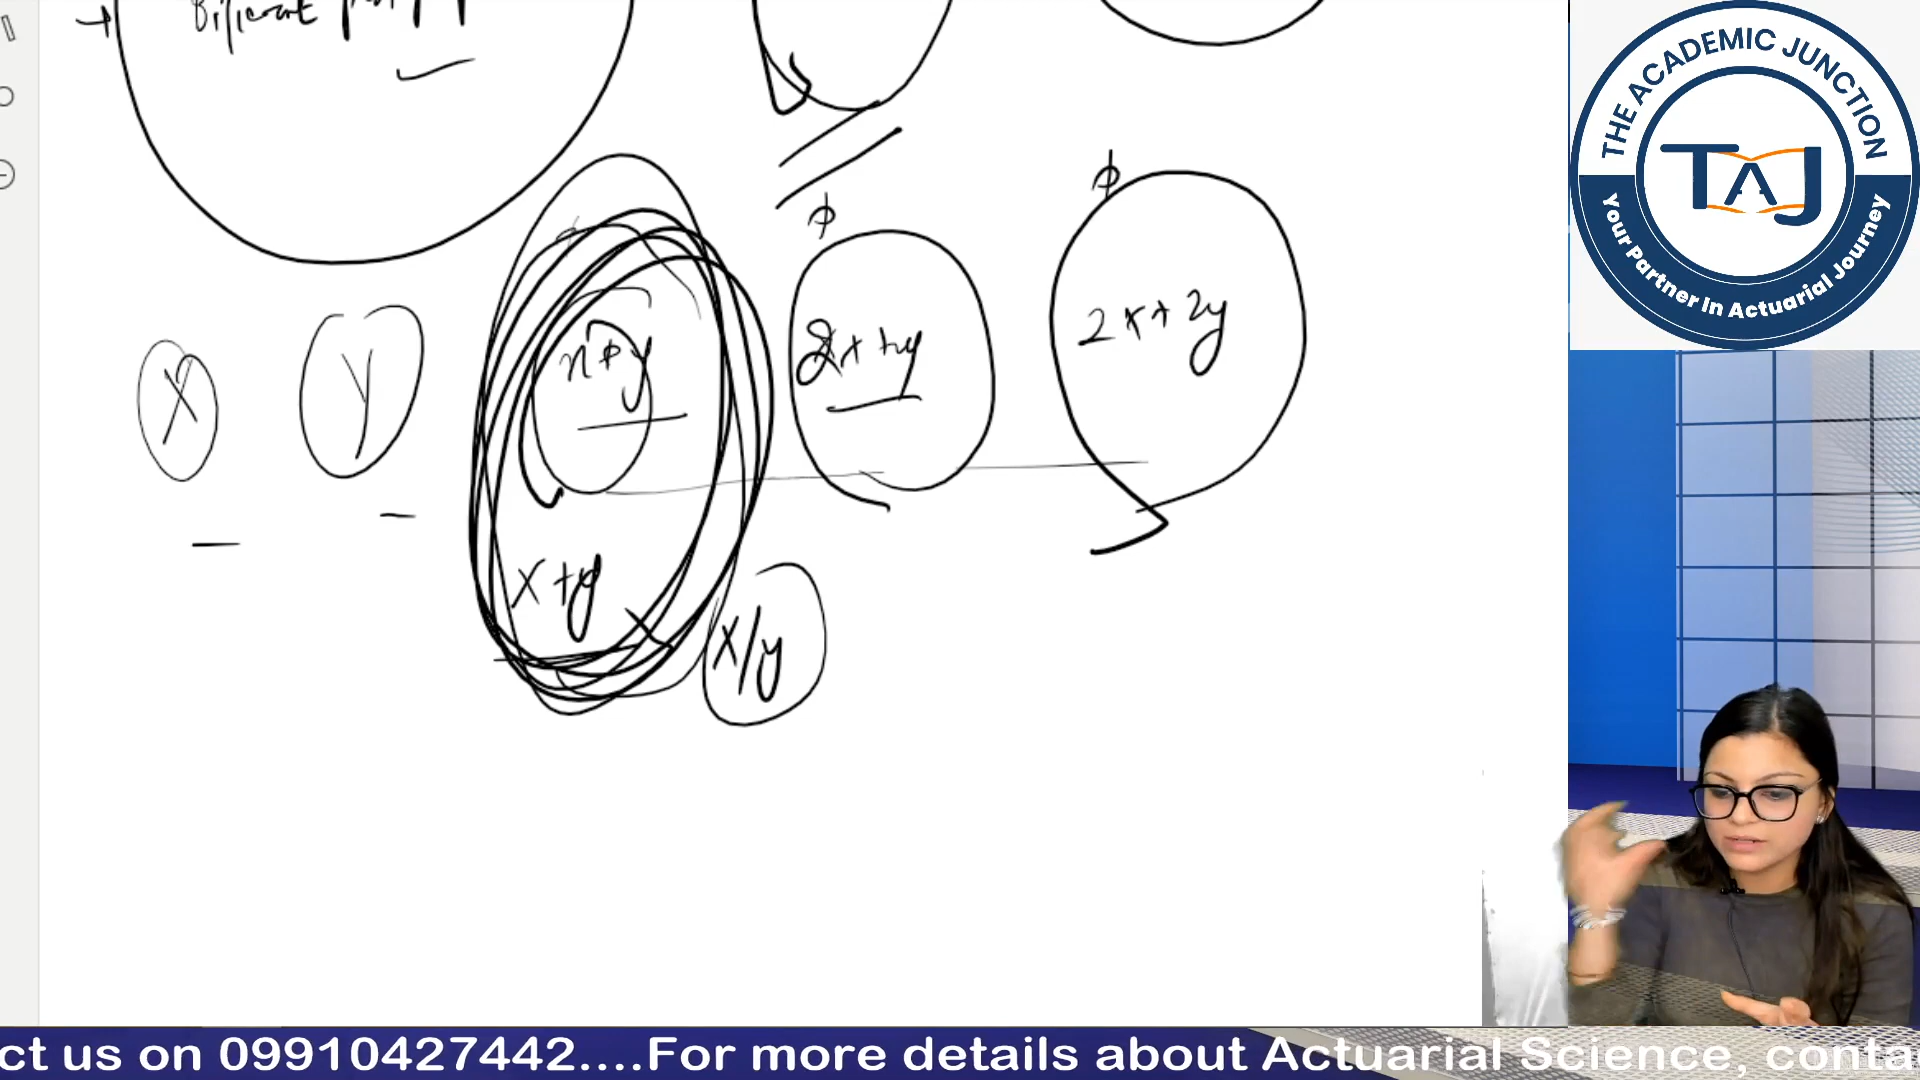 X
y
x+y
2x+y
2x+2y
ϕ
ϕ
x+y
x/y
THE ACADEMIC JUNCTION
TAJ
Your Partner In Actuarial Journey
ct us on 09910427442....For more details about Actuarial Science, conta